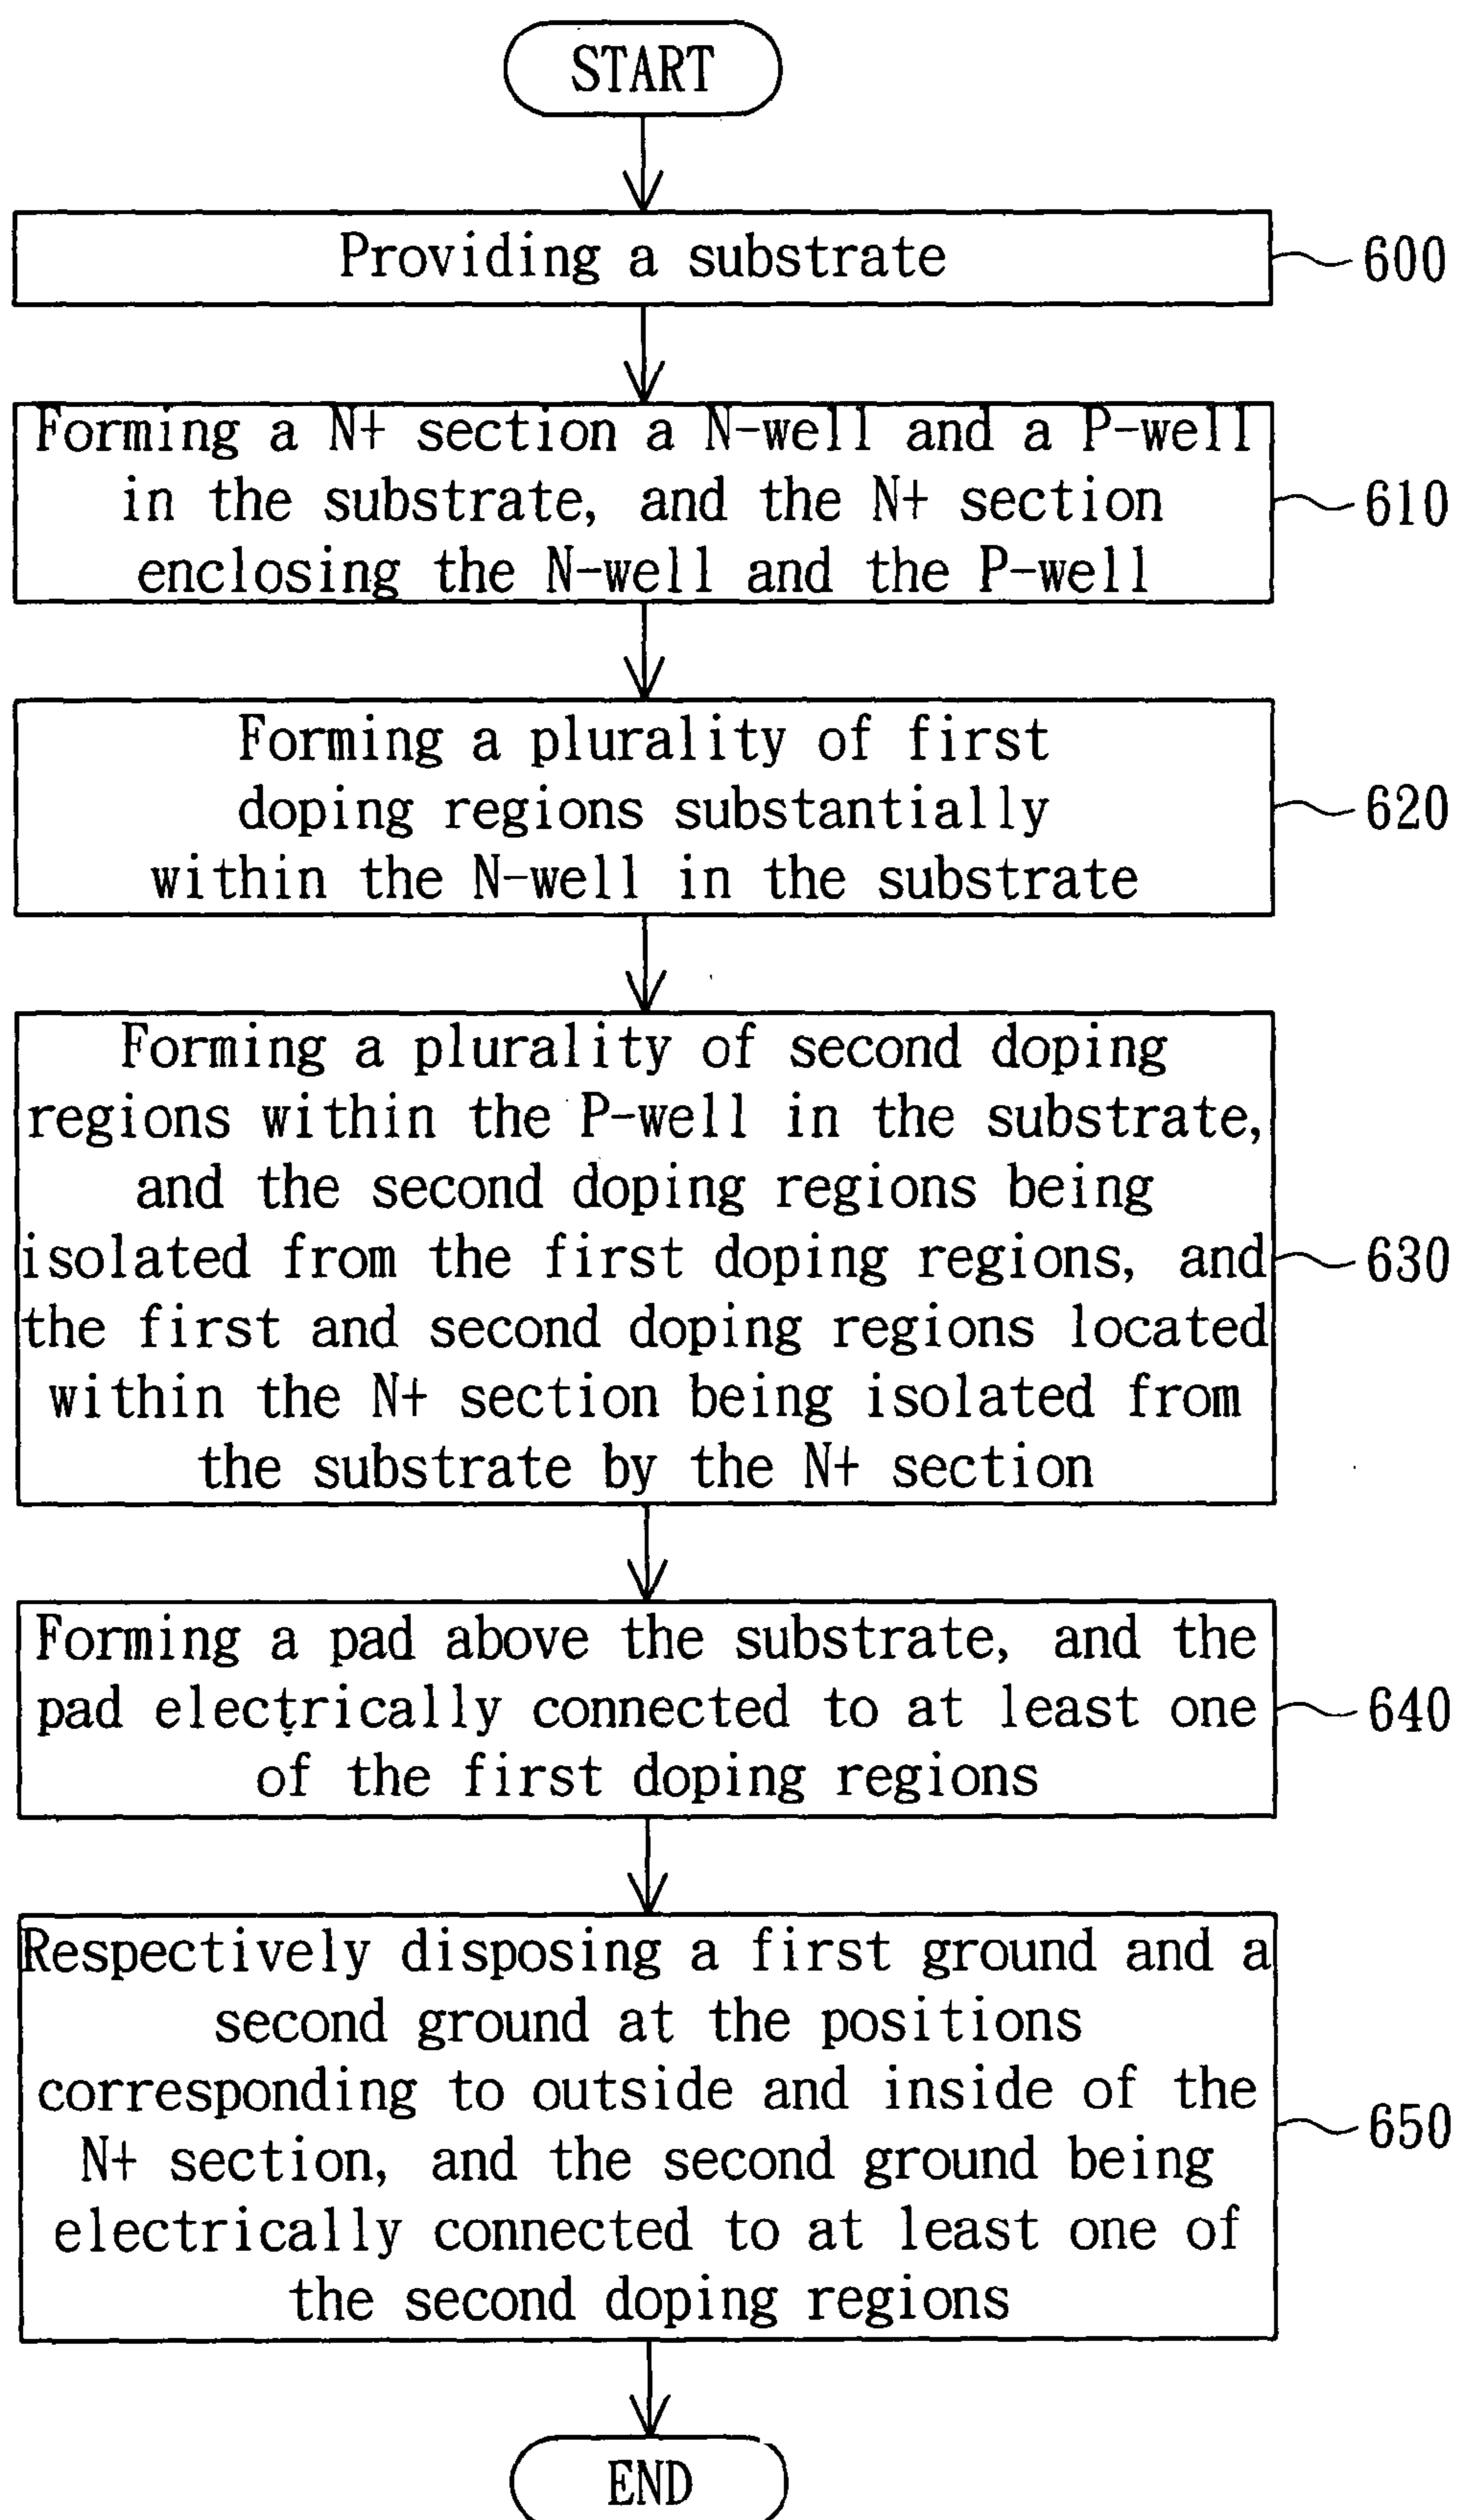 START
Providing a substrate
600
Forming a N+ section a N-well and a P-well
in the substrate, and the N+ section
enclosing the N-well and the P-well
610
Forming a plurality of first
doping regions substantially
within the N-well in the substrate
620
Forming a plurality of second doping
regions within the P-well in the substrate,
and the second doping regions being
isolated from the first doping regions, and
the first and second doping regions located
within the N+ section being isolated from
the substrate by the N+ section
630
Forming a pad above the substrate, and the
pad electrically connected to at least one
of the first doping regions
640
Respectively disposing a first ground and a
second ground at the positions
corresponding to outside and inside of the
N+ section, and the second ground being
electrically connected to at least one of
the second doping regions
650
END